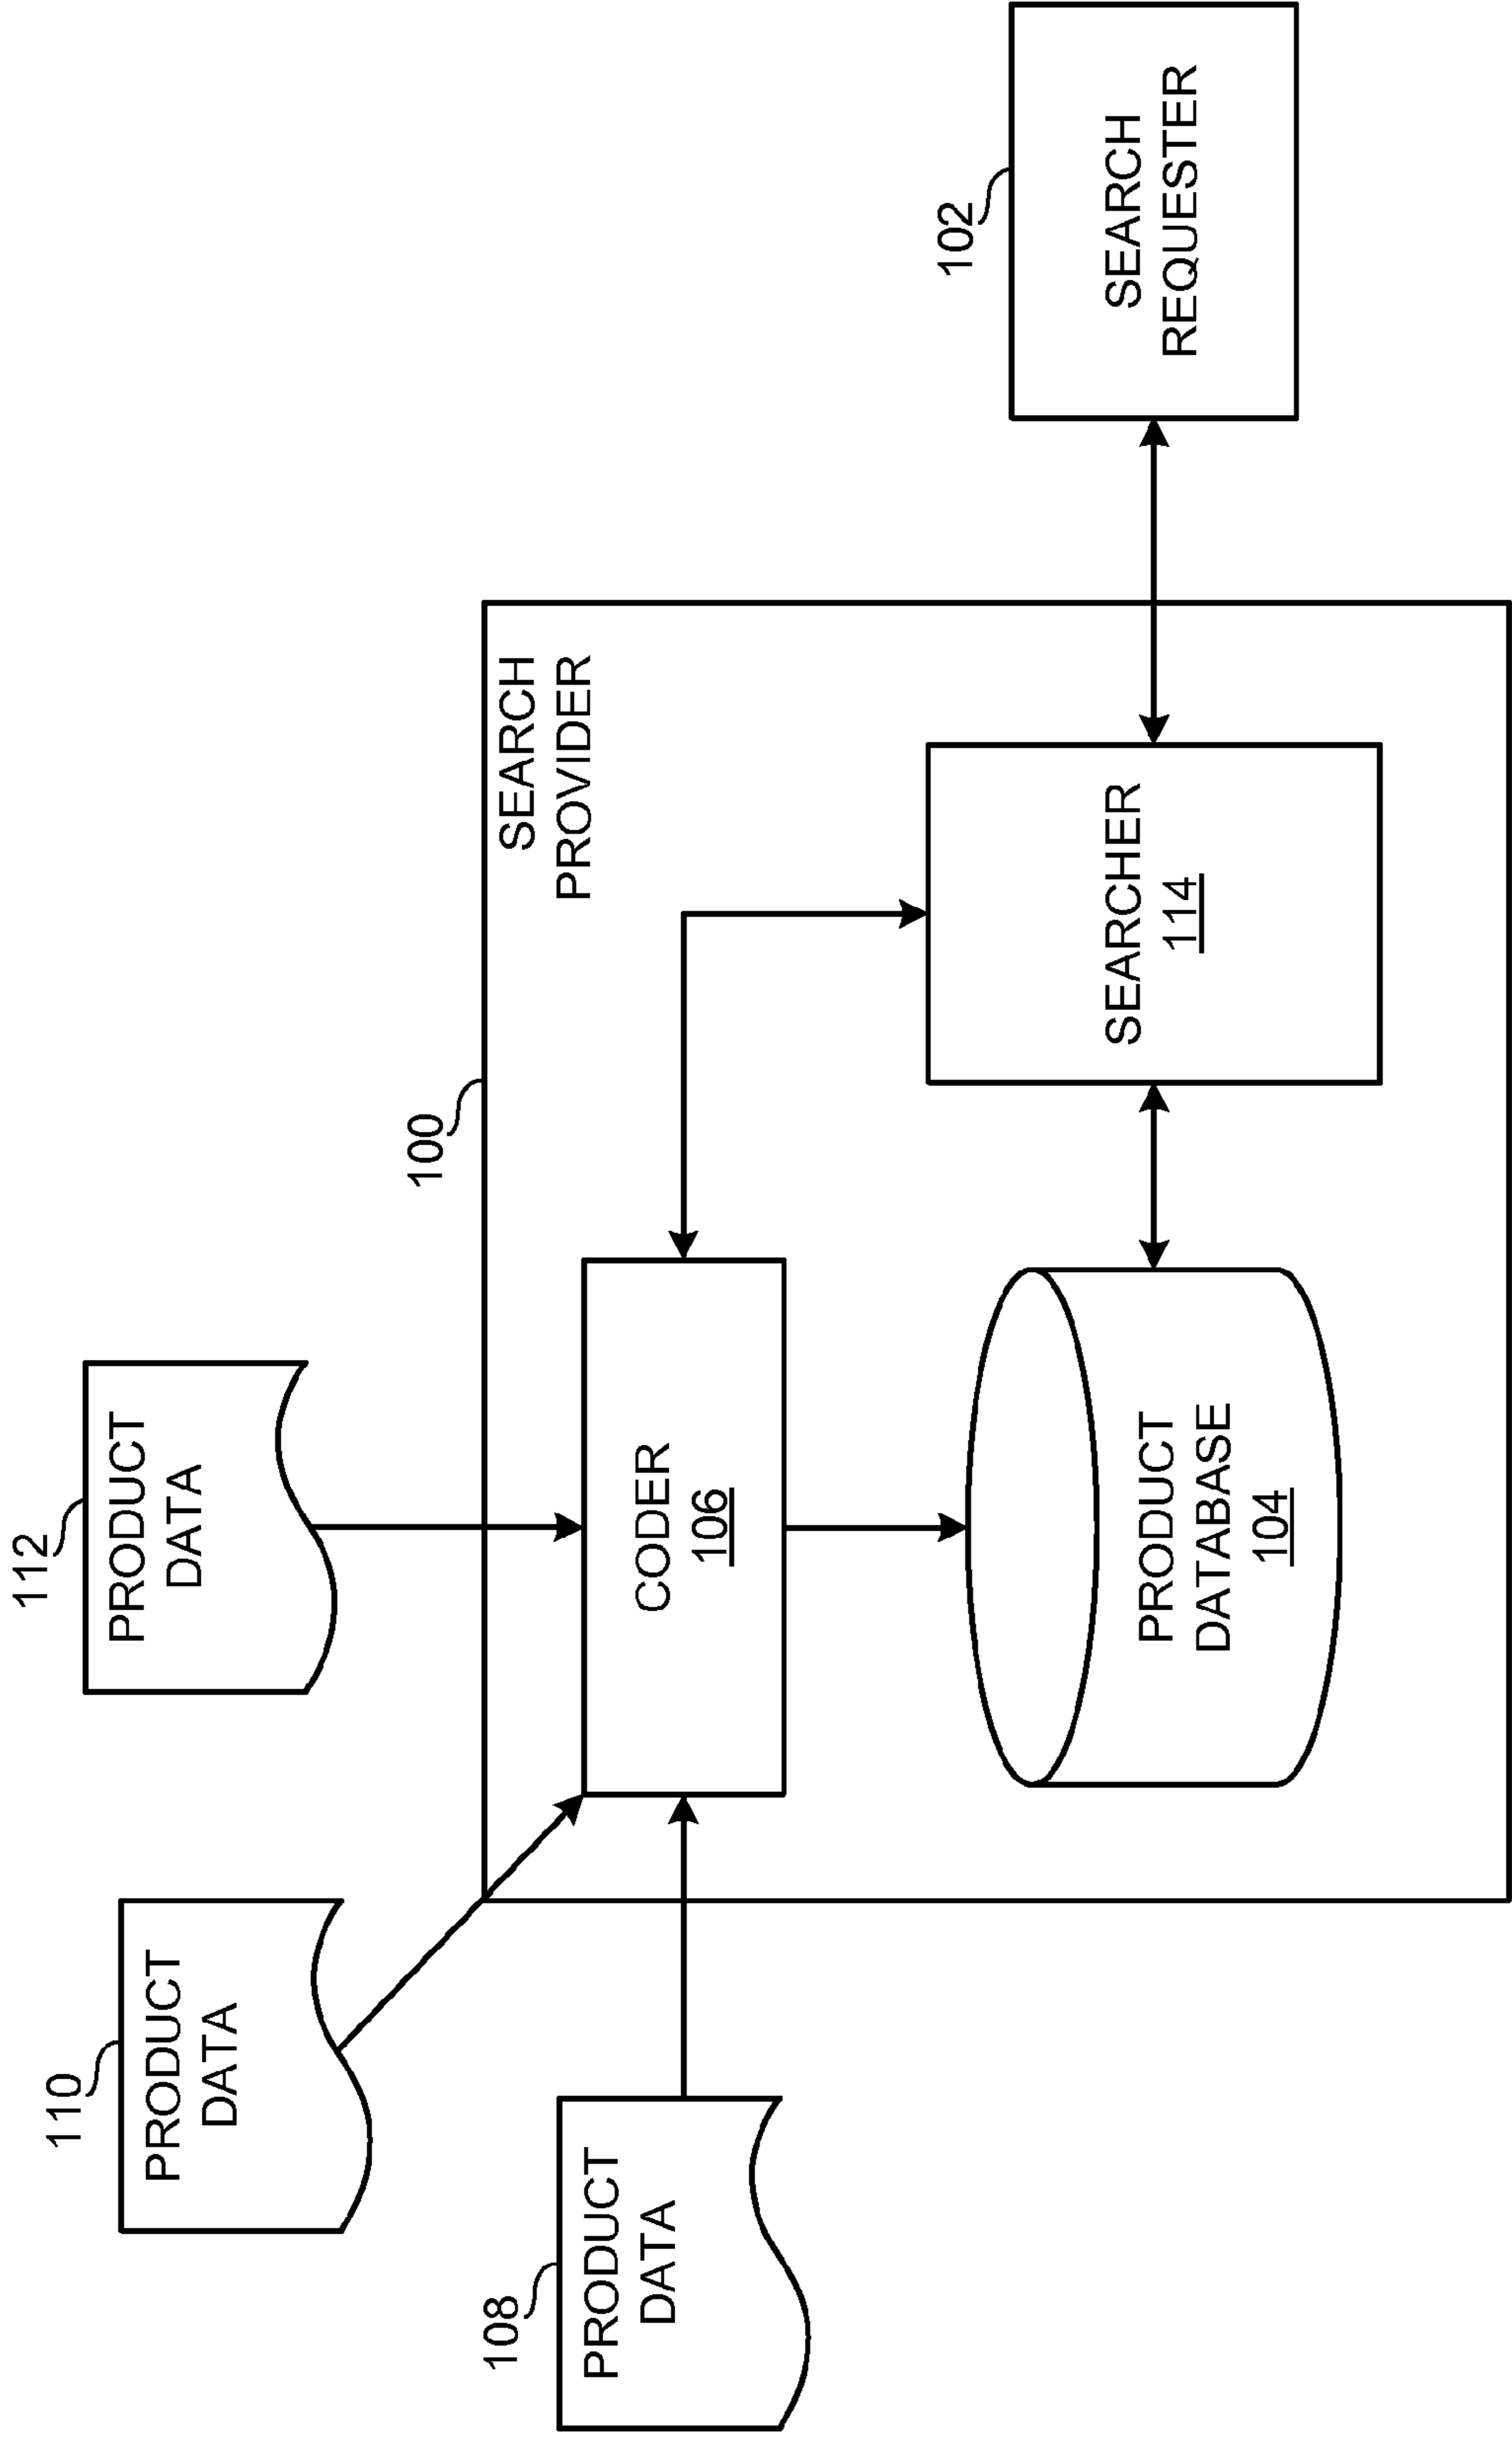 110
PRODUCT
DATA
112
PRODUCT
DATA
108
PRODUCT
DATA
100
SEARCH
PROVIDER
CODER
106
PRODUCT
DATABASE
104
SEARCHER
114
102
SEARCH
REQUESTER